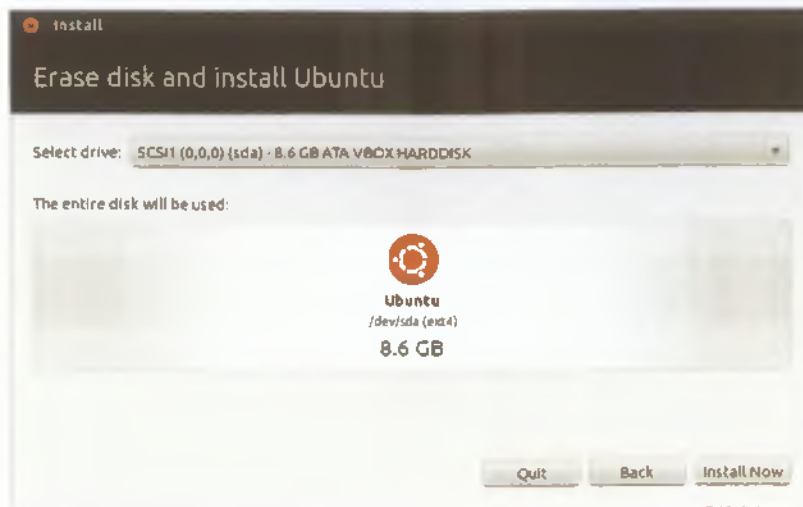 Install
Erase disk and install Ubuntu
Select drive: SCSI1 (0,0,0) (sda) - 8.6 GB ATA VBOX HARDDISK
The entire disk will be used:
Ubuntu
/dev/sda (ext4)
8.6 GB
Quit Back Install Now